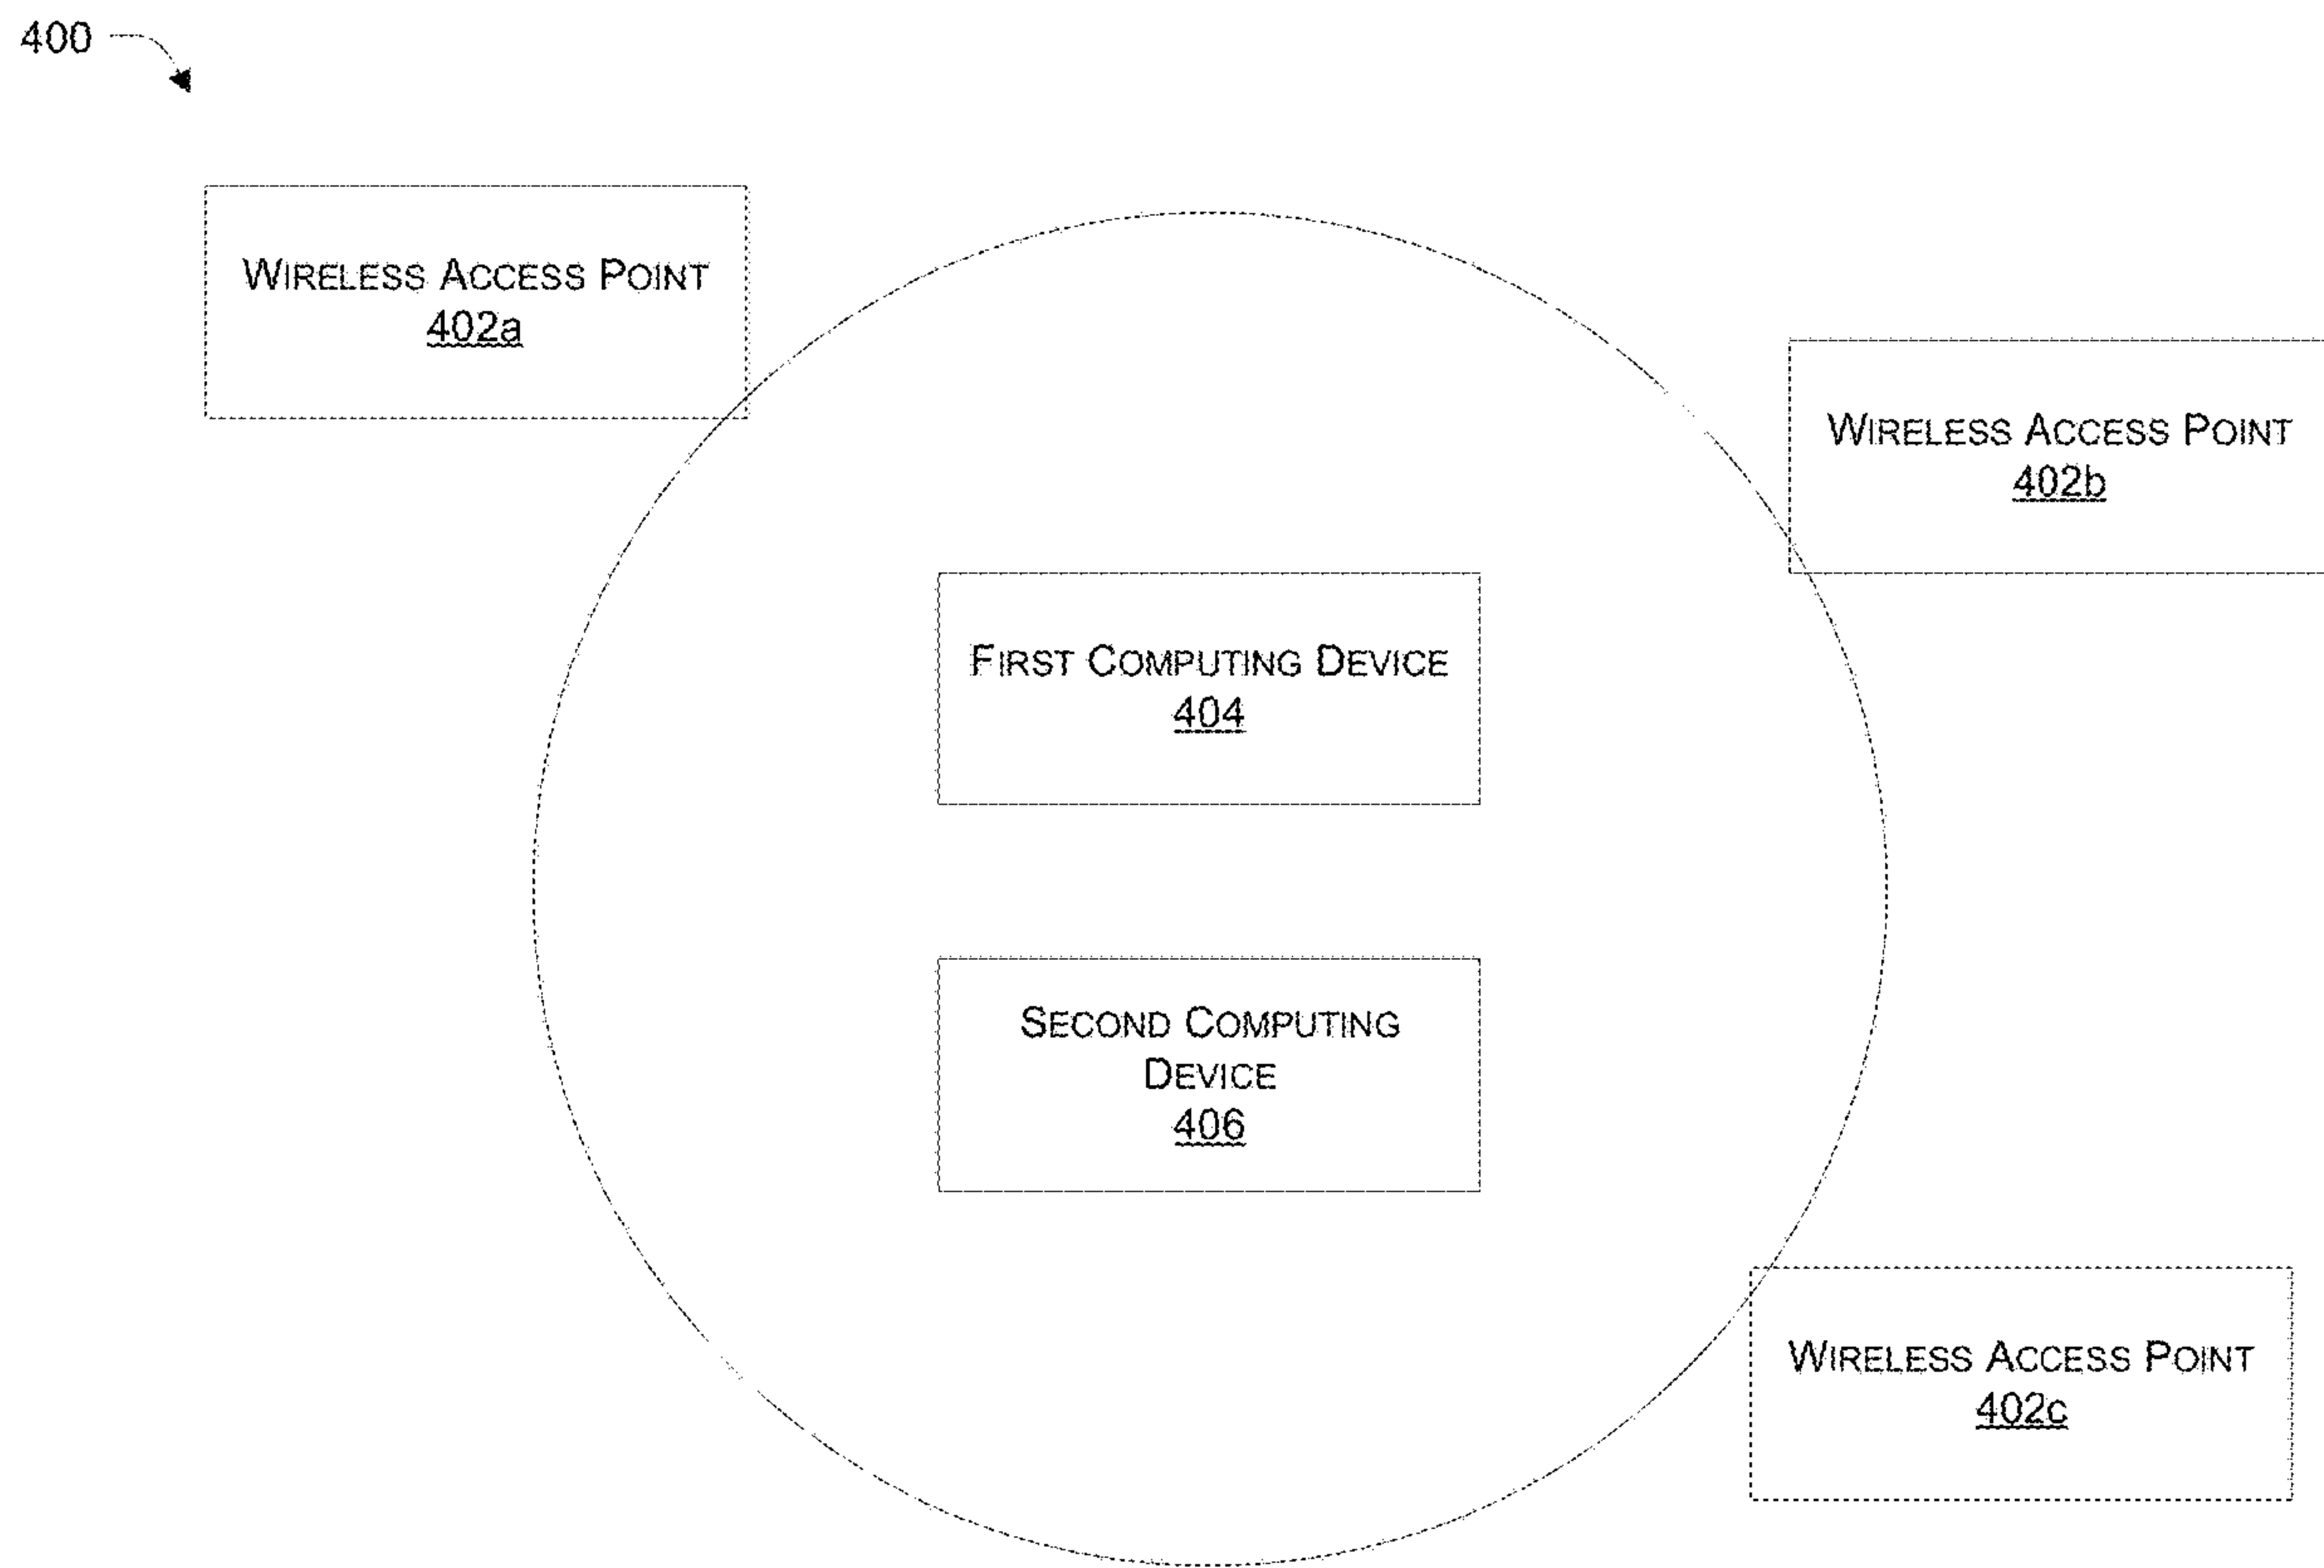 400
WIRELESS ACCESS POINT
402a
WIRELESS ACCESS POINT
402b
FIRST COMPUTING DEVICE
404
SECOND COMPUTING
DEVICE
406
WIRELESS ACCESS POINT
402c